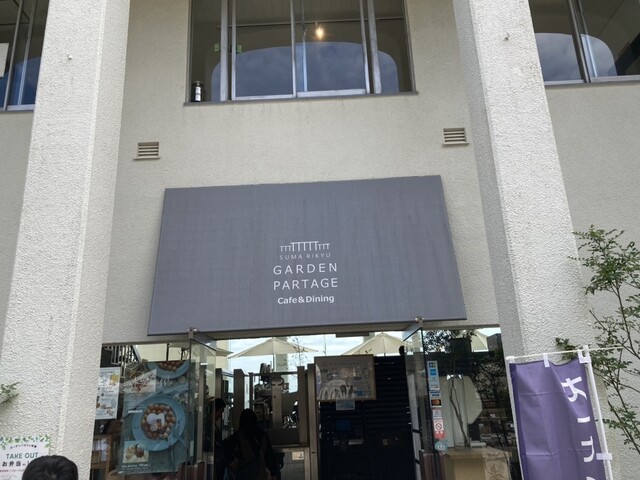 SUMA RIKYU
GARDEN
PARTAGE
Cafe&Dining
TAKE OUT
お弁当